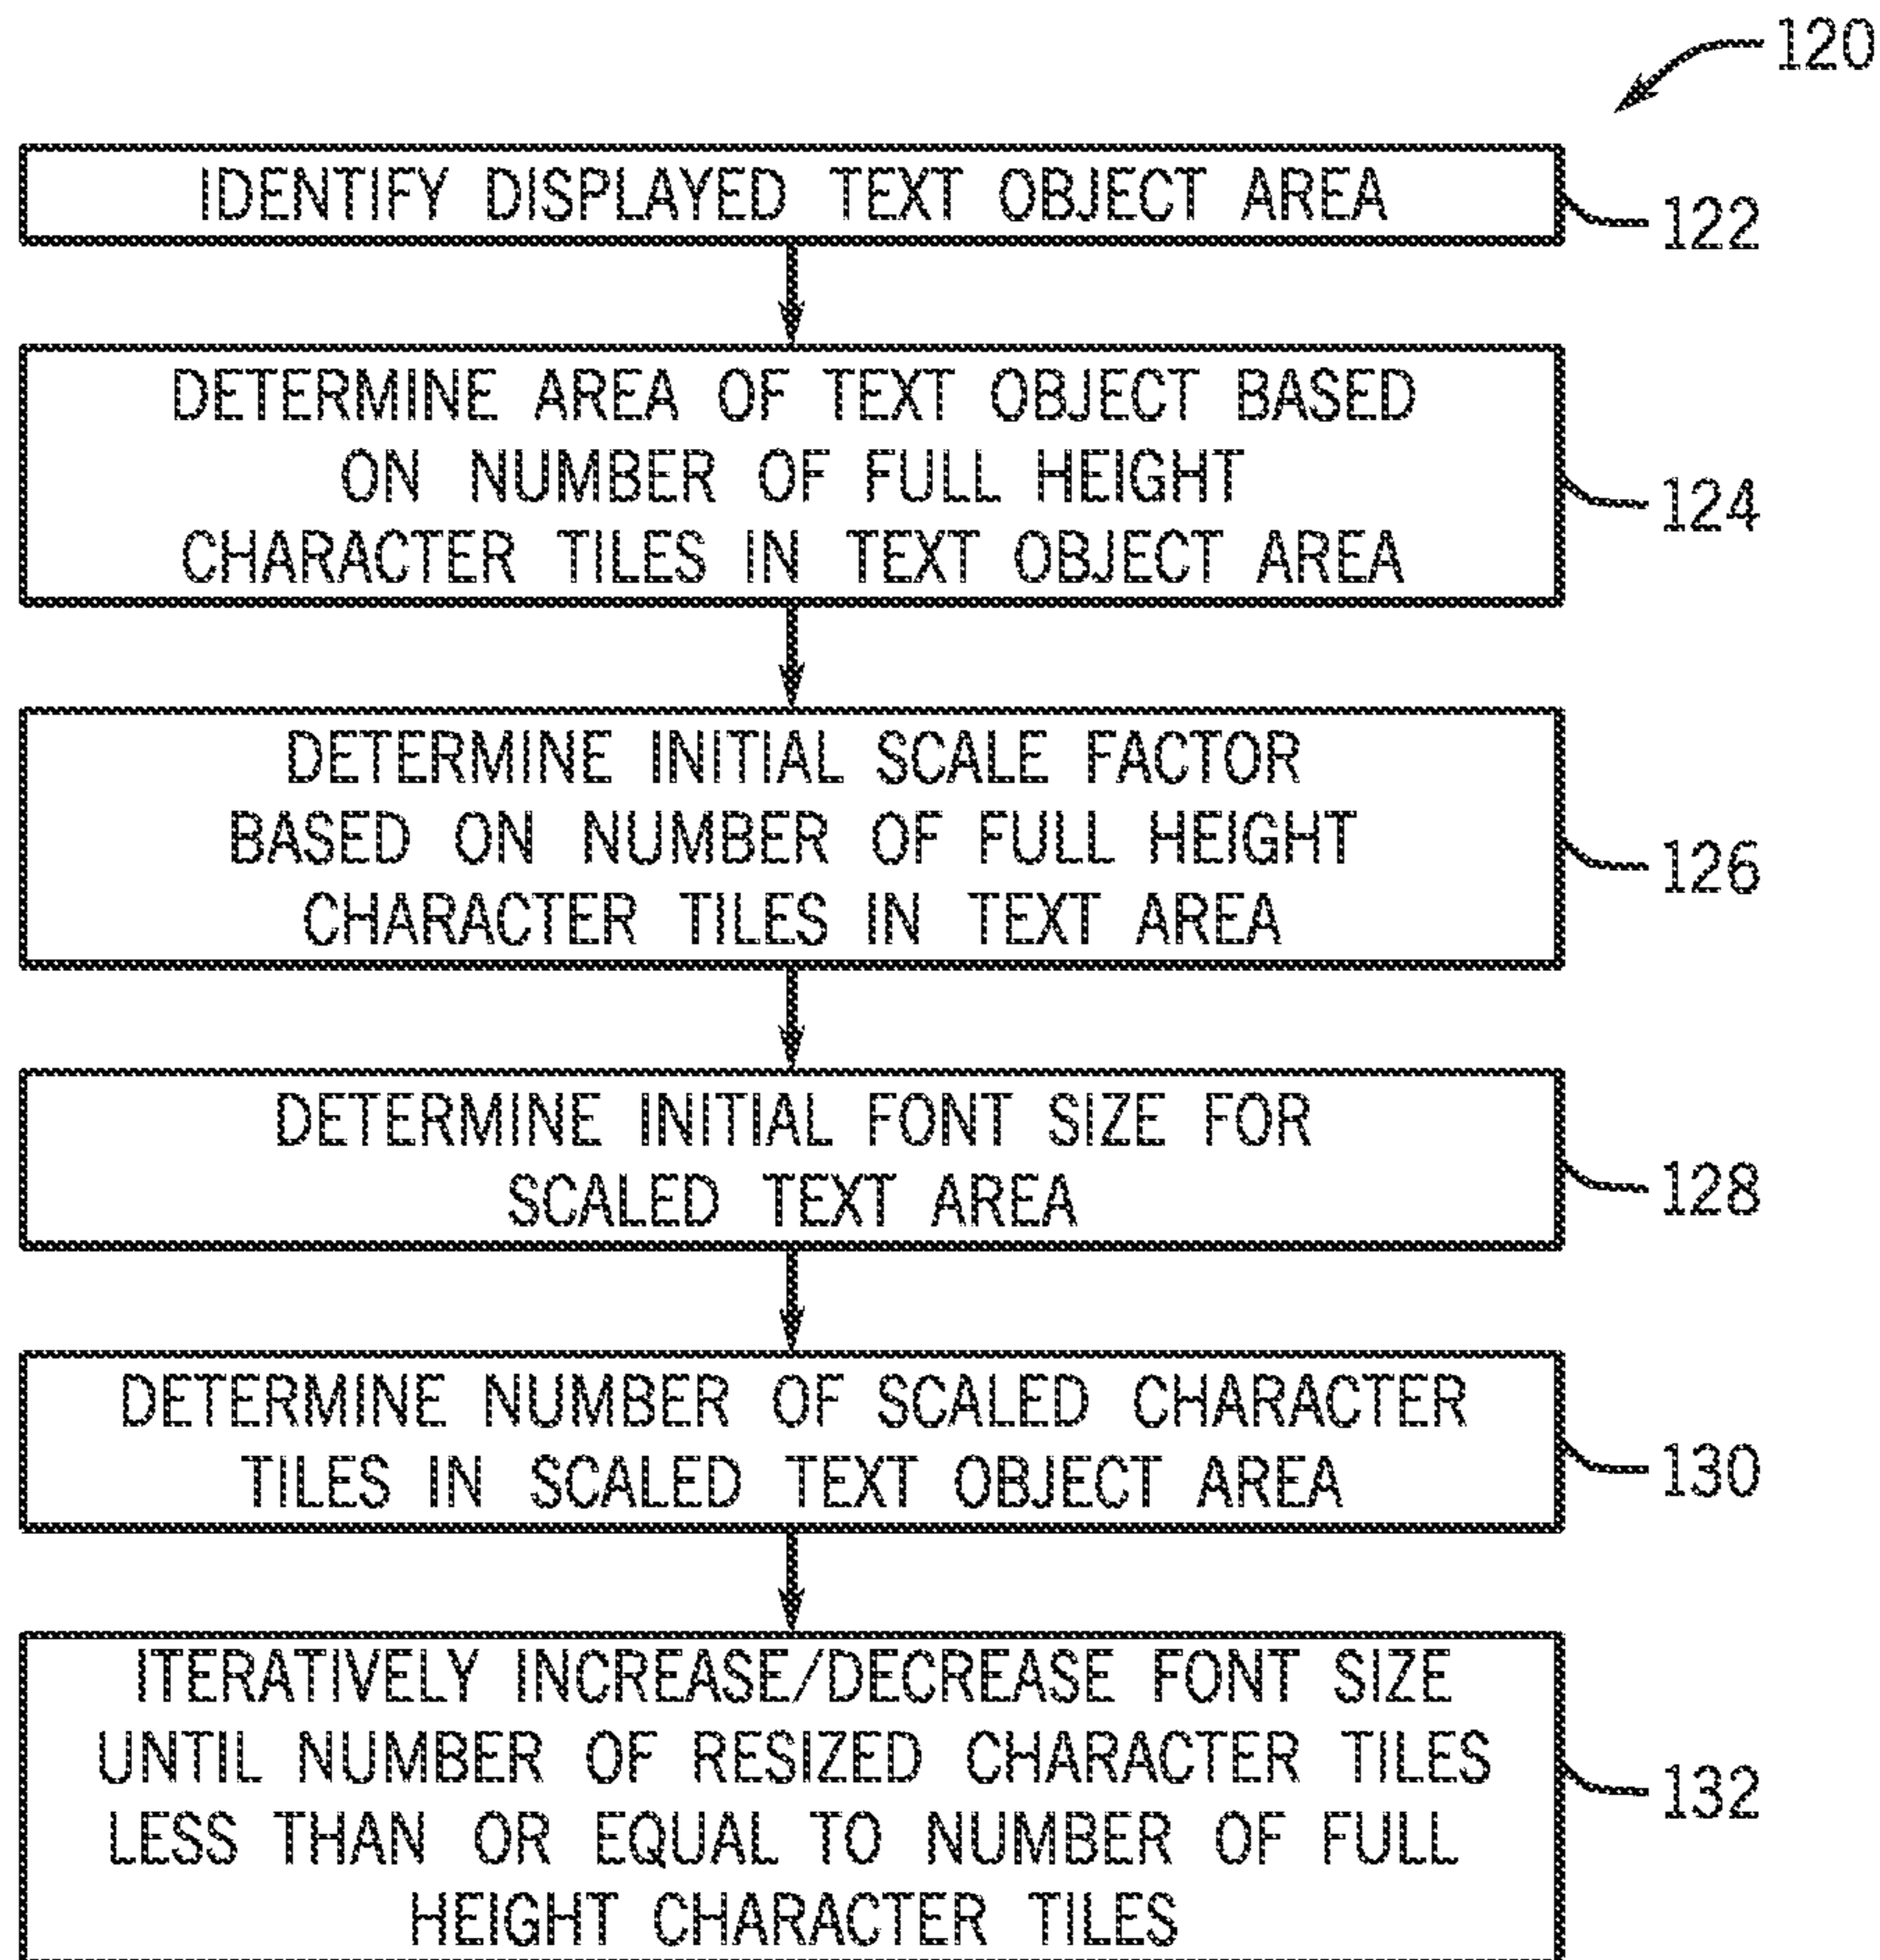 120
IDENTIFY DISPLAYED TEXT OBJECT AREA
122
DETERMINE AREA OF TEXT OBJECT BASED
ON NUMBER OF FULL HEIGHT
CHARACTER TILES IN TEXT OBJECT AREA
124
DETERMINE INITIAL SCALE FACTOR
BASED ON NUMBER OF FULL HEIGHT
CHARACTER TILES IN TEXT AREA
126
DETERMINE INITIAL FONT SIZE FOR
SCALED TEXT AREA
128
DETERMINE NUMBER OF SCALED CHARACTER
TILES IN SCALED TEXT OBJECT AREA
130
ITERATIVELY INCREASE/DECREASE FONT SIZE
UNTIL NUMBER OF RESIZED CHARACTER TILES
LESS THAN OR EQUAL TO NUMBER OF FULL
HEIGHT CHARACTER TILES
132